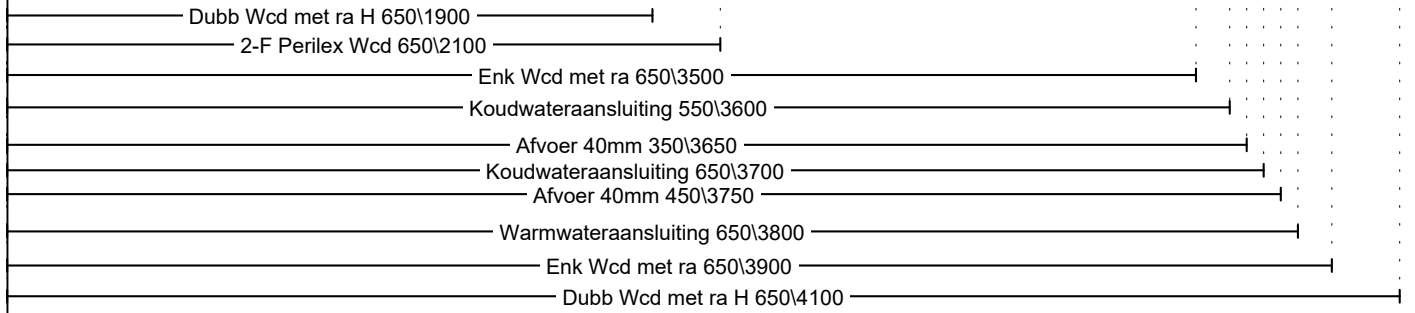 Dubb Wcd met ra H 650\1900
2-F Perilex Wcd 650\2100
Enk Wcd met ra 650\3500
Koudwateraansluiting 550\3600
Afvoer 40mm 350\3650
Koudwateraansluiting 650\3700
Afvoer 40mm 450\3750
Warmwateraansluiting 650\3800
Enk Wcd met ra 650\3900
Dubb Wcd met ra H 650\4100